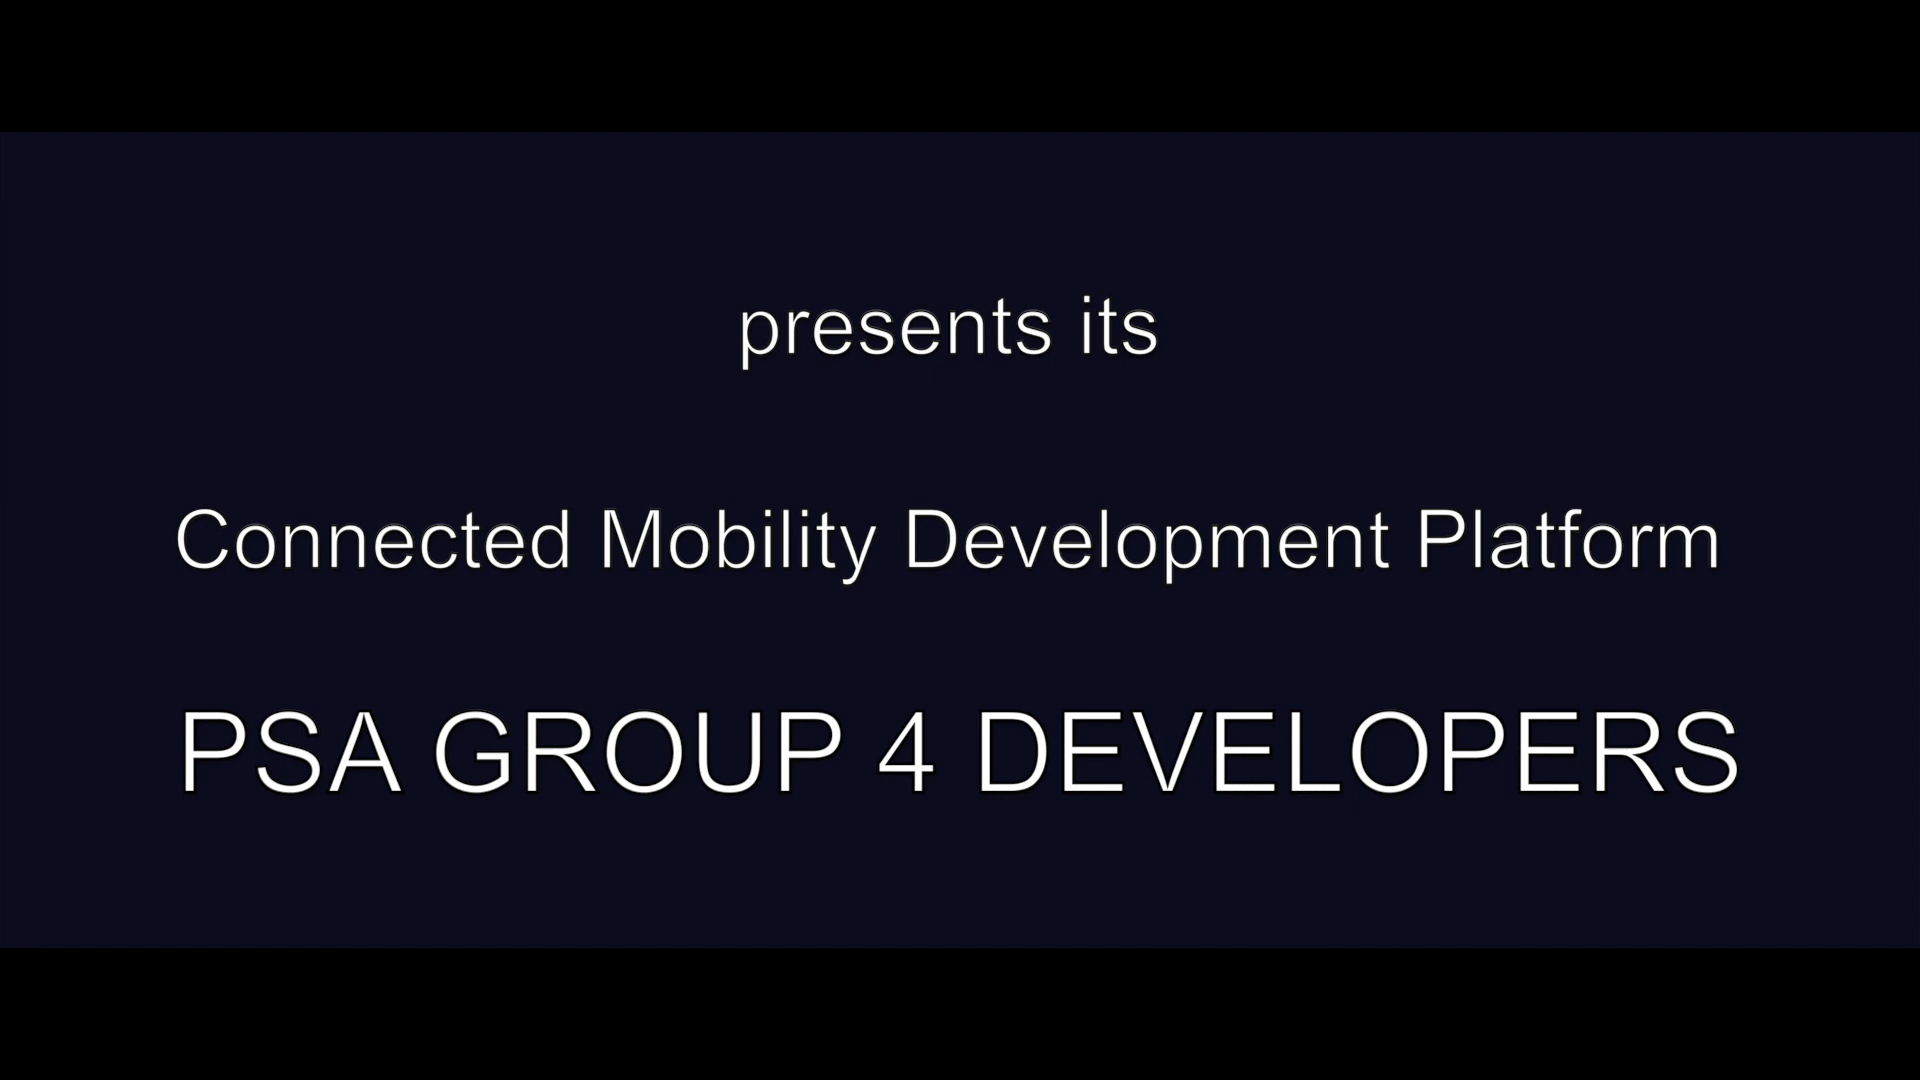 presents its
Connected Mobility Development Platform
PSA GROUP 4 DEVELOPERS